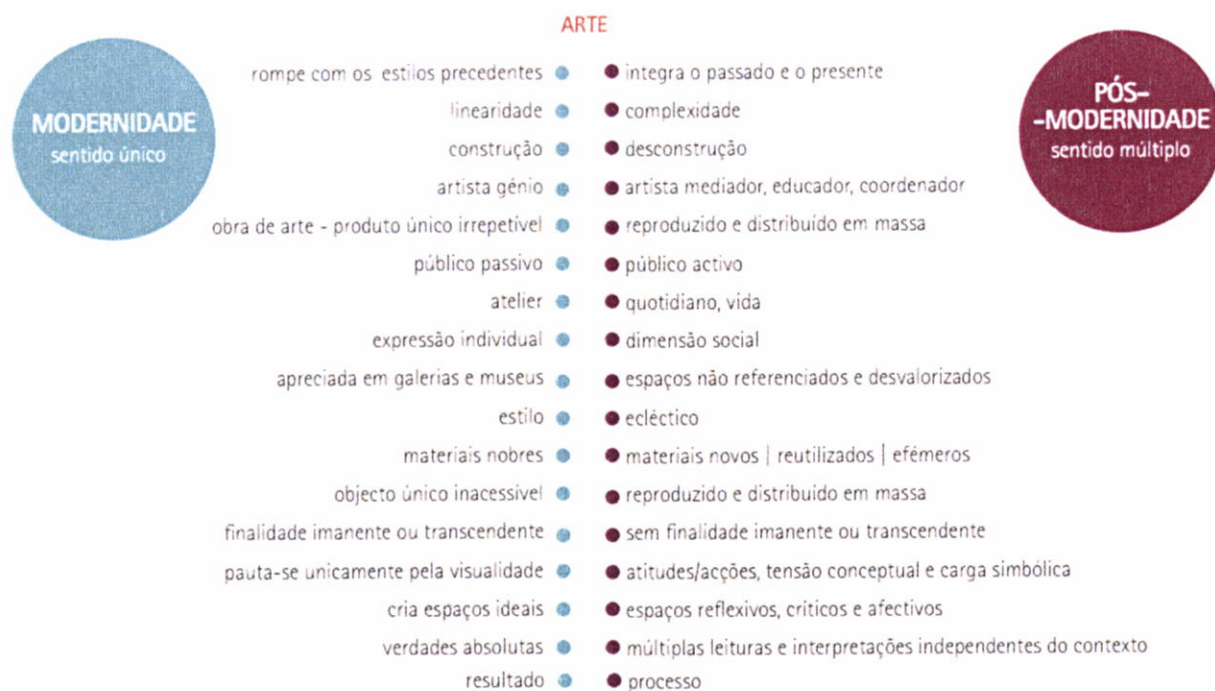 ARTE
MODERNIDADE
sentido único
PÓS-
-MODERNIDADE
sentido múltiplo
rompe com os estilos precedentes
integra o passado e o presente
linearidade
complexidade
construção
desconstrução
artista génio
artista mediador, educador, coordenador
obra de arte - produto único irrepetível
reproduzido e distribuído em massa
público passivo
público activo
atelier
quotidiano, vida
expressão individual
dimensão social
apreciada em galerias e museus
espaços não referenciados e desvalorizados
estilo
ecléctico
materiais nobres
materiais novos | reutilizados | efémeros
objecto único inacessível
reproduzido e distribuído em massa
finalidade imanente ou transcendente
sem finalidade imanente ou transcendente
pauta-se unicamente pela visualidade
atitudes/acções, tensão conceptual e carga simbólica
cria espaços ideais
espaços reflexivos, críticos e afectivos
verdades absolutas
múltiplas leituras e interpretações independentes do contexto
resultado
processo